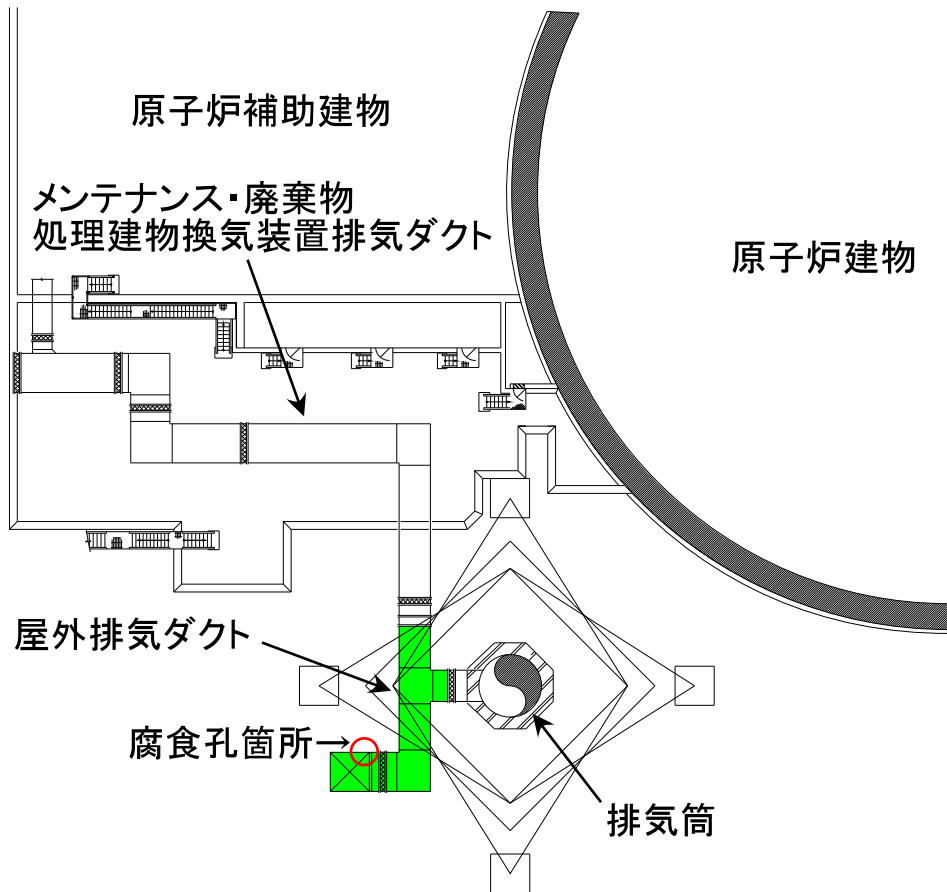 原子炉補助建物
メンテナンス・廃棄物
処理建物換気装置排気ダクト
原子炉建物
屋外排気ダクト
腐食孔箇所→
排気筒